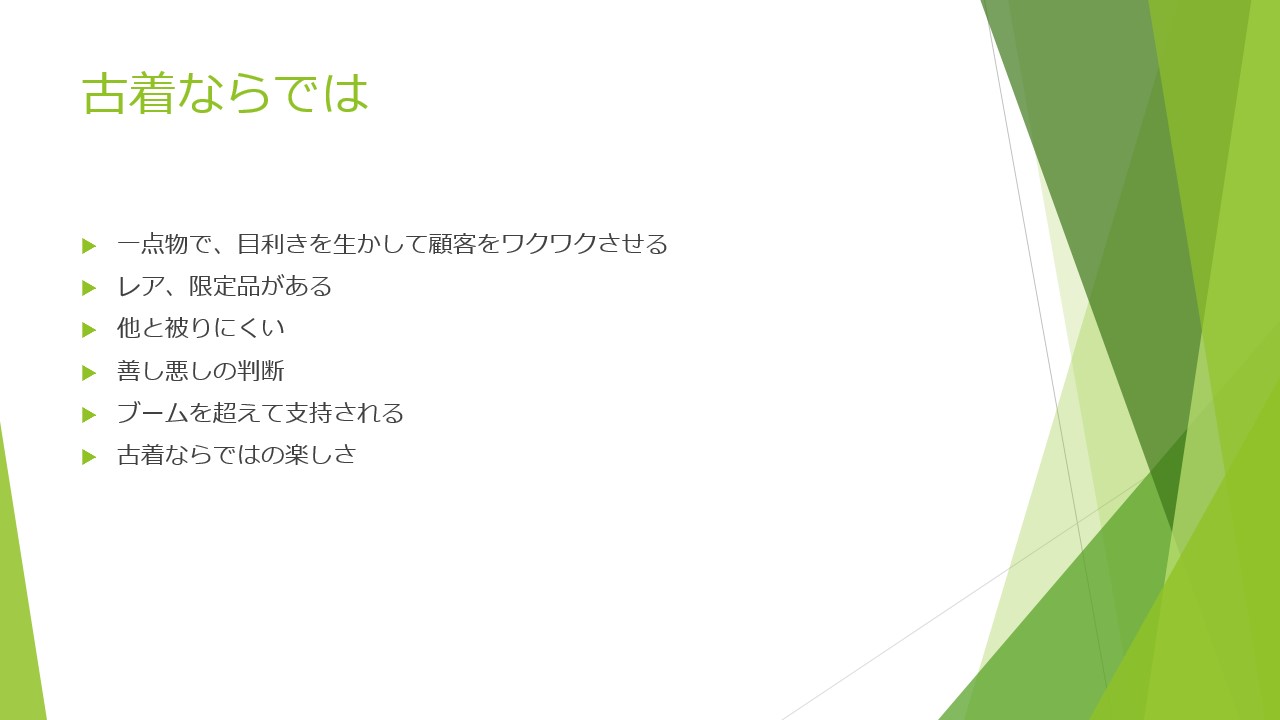 古着ならでは
一点物で、目利きを生かして顧客をワクワクさせる
レア、限定品がある
他と被りにくい
善し悪しの判断
ブームを超えて支持される
古着ならではの楽しさ